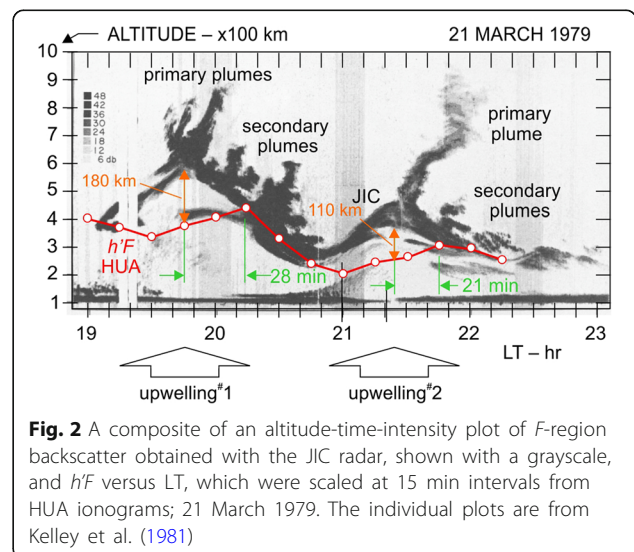 ALTITUDE – x100 km
21 MARCH 1979
10
9
8
7
6
5
4
3
2
1
48
42
36
30
24
18
12
6 db
primary plumes
secondary
plumes
primary
plume
secondary
plumes
180 km
JIC
110 km
h'F
HUA
28 min
21 min
19
20
21
22
23
LT – hr
upwelling#1
upwelling#2
Fig. 2 A composite of an altitude-time-intensity plot of F-region
backscatter obtained with the JIC radar, shown with a grayscale,
and h'F versus LT, which were scaled at 15 min intervals from
HUA ionograms; 21 March 1979. The individual plots are from
Kelley et al. (1981)